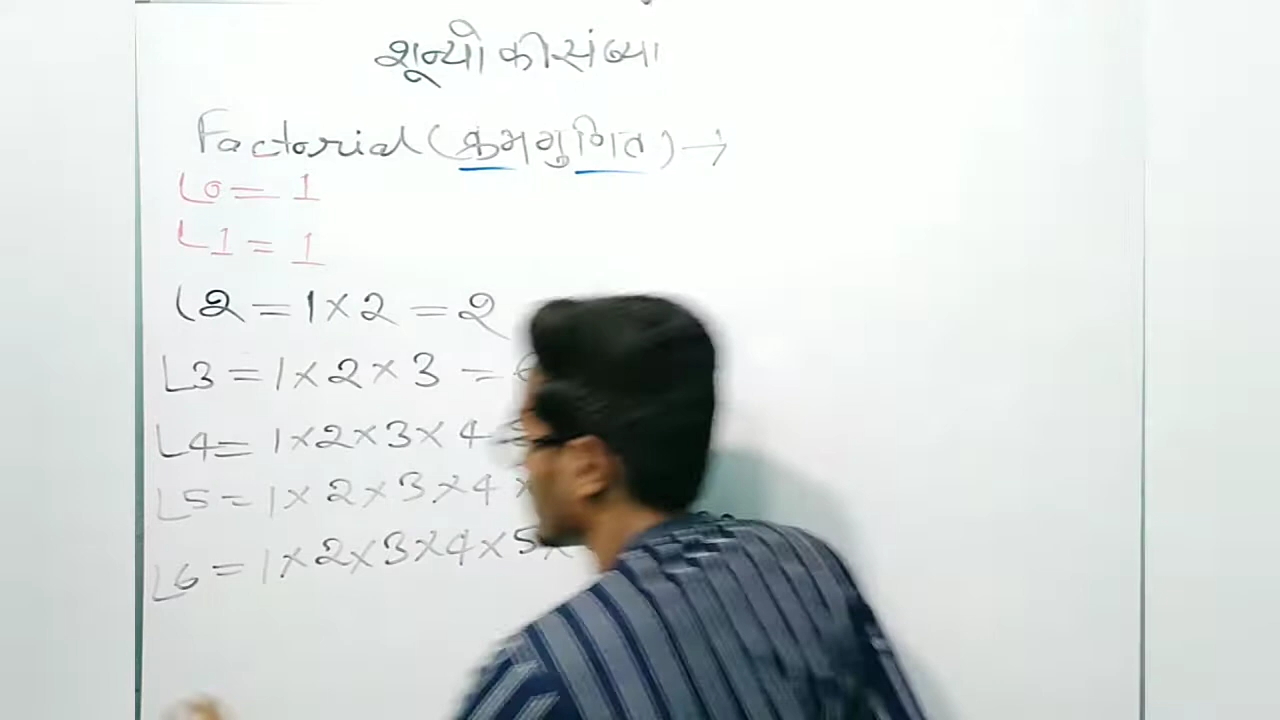 शून्यो की संख्या
Factorial (क्रमगुणित) →
∟0 = 1
∟1 = 1
∟2 = 1 × 2 = 2
∟3 = 1 × 2 × 3 =
∟4 = 1 × 2 × 3 × 4
∟5 = 1 × 2 × 3 × 4 ×
∟6 = 1 × 2 × 3 × 4 × 5 ×